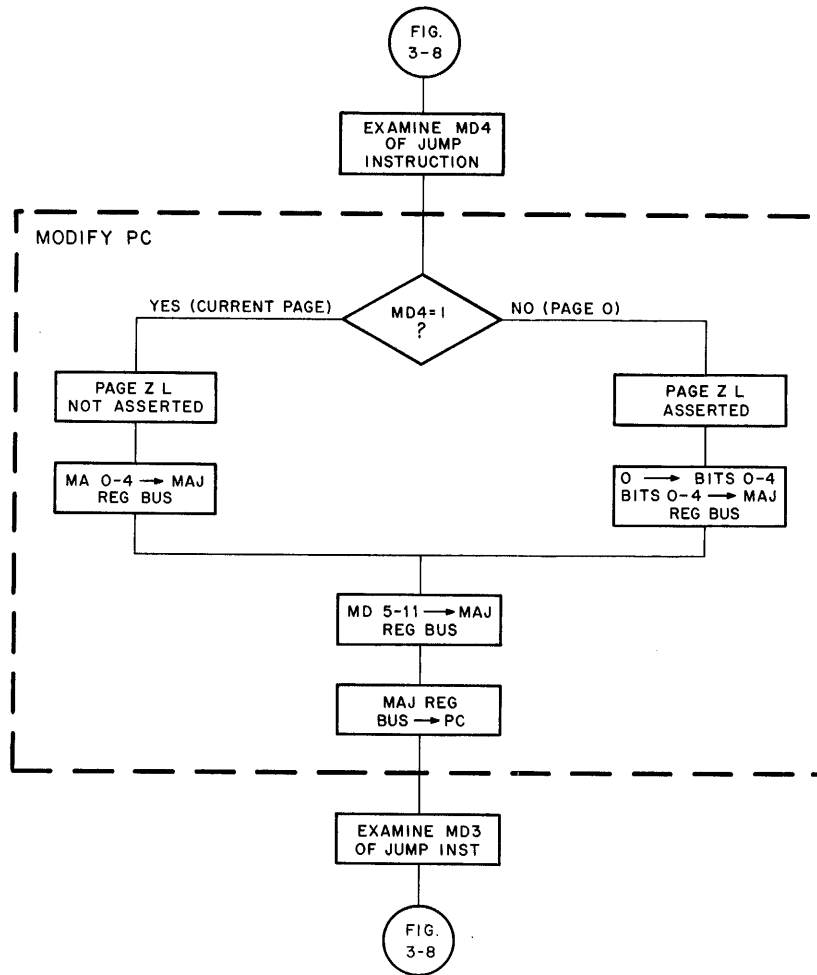 FIG.
3-8
EXAMINE MD4
OF JUMP
INSTRUCTION
MODIFY PC
YES (CURRENT PAGE)
MD4=1
?
NO (PAGE 0)
PAGE Z L
NOT ASSERTED
PAGE Z L
ASSERTED
MA 0-4 → MAJ
REG BUS
0 → BITS 0-4
BITS 0-4 → MAJ
REG BUS
MD 5-11 → MAJ
REG BUS
MAJ REG
BUS → PC
EXAMINE MD3
OF JUMP INST
FIG.
3-8